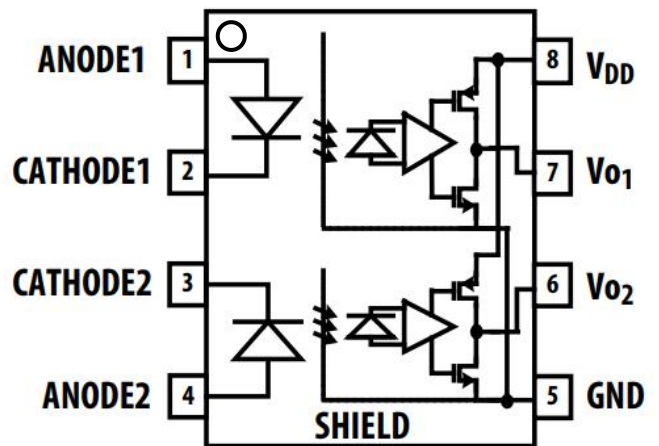 ANODE1 1 8 VDD
CATHODE1 2 7 Vo1
CATHODE2 3 6 Vo2
ANODE2 4 5 GND
SHIELD